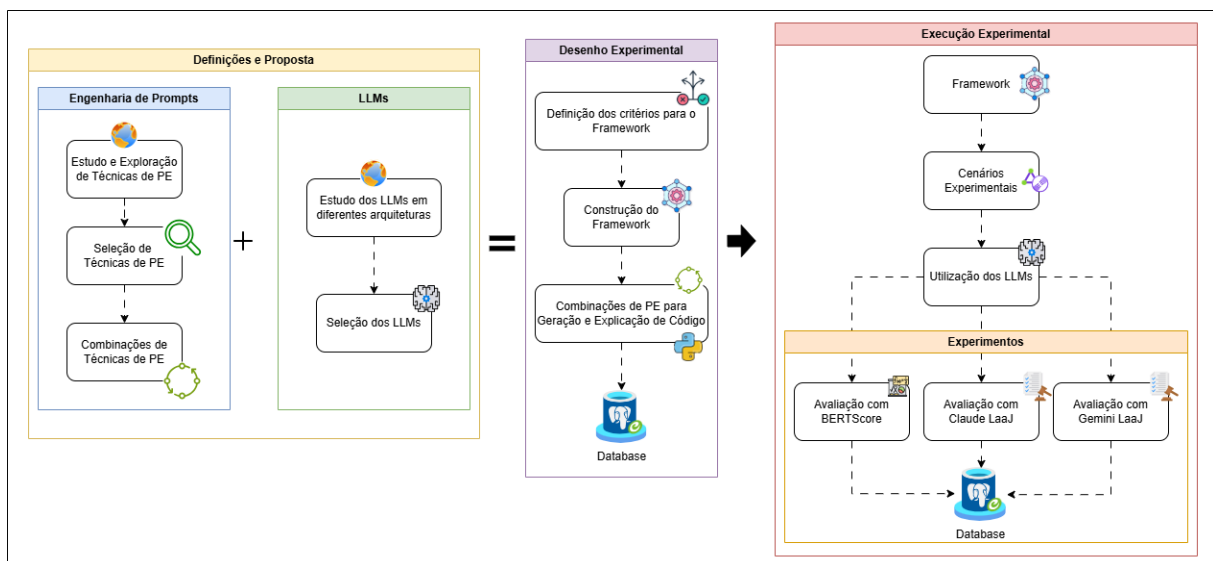 Definições e Proposta
Engenharia de Prompts
Estudo e Exploração
de Técnicas de PE
Seleção de
Técnicas de PE
Combinações de
Técnicas de PE
+
LLMs
Estudo dos LLMs em
diferentes arquiteturas
Seleção dos LLMs
=
Desenho Experimental
Definição dos critérios para o
Framework
Construção do
Framework
Combinações de PE para
Geração e Explicação de Código
Database
Execução Experimental
Framework
Cenários
Experimentais
Utilização dos LLMs
Experimentos
Avaliação com
BERTScore
Avaliação com
Claude LaaJ
Avaliação com
Gemini LaaJ
Database